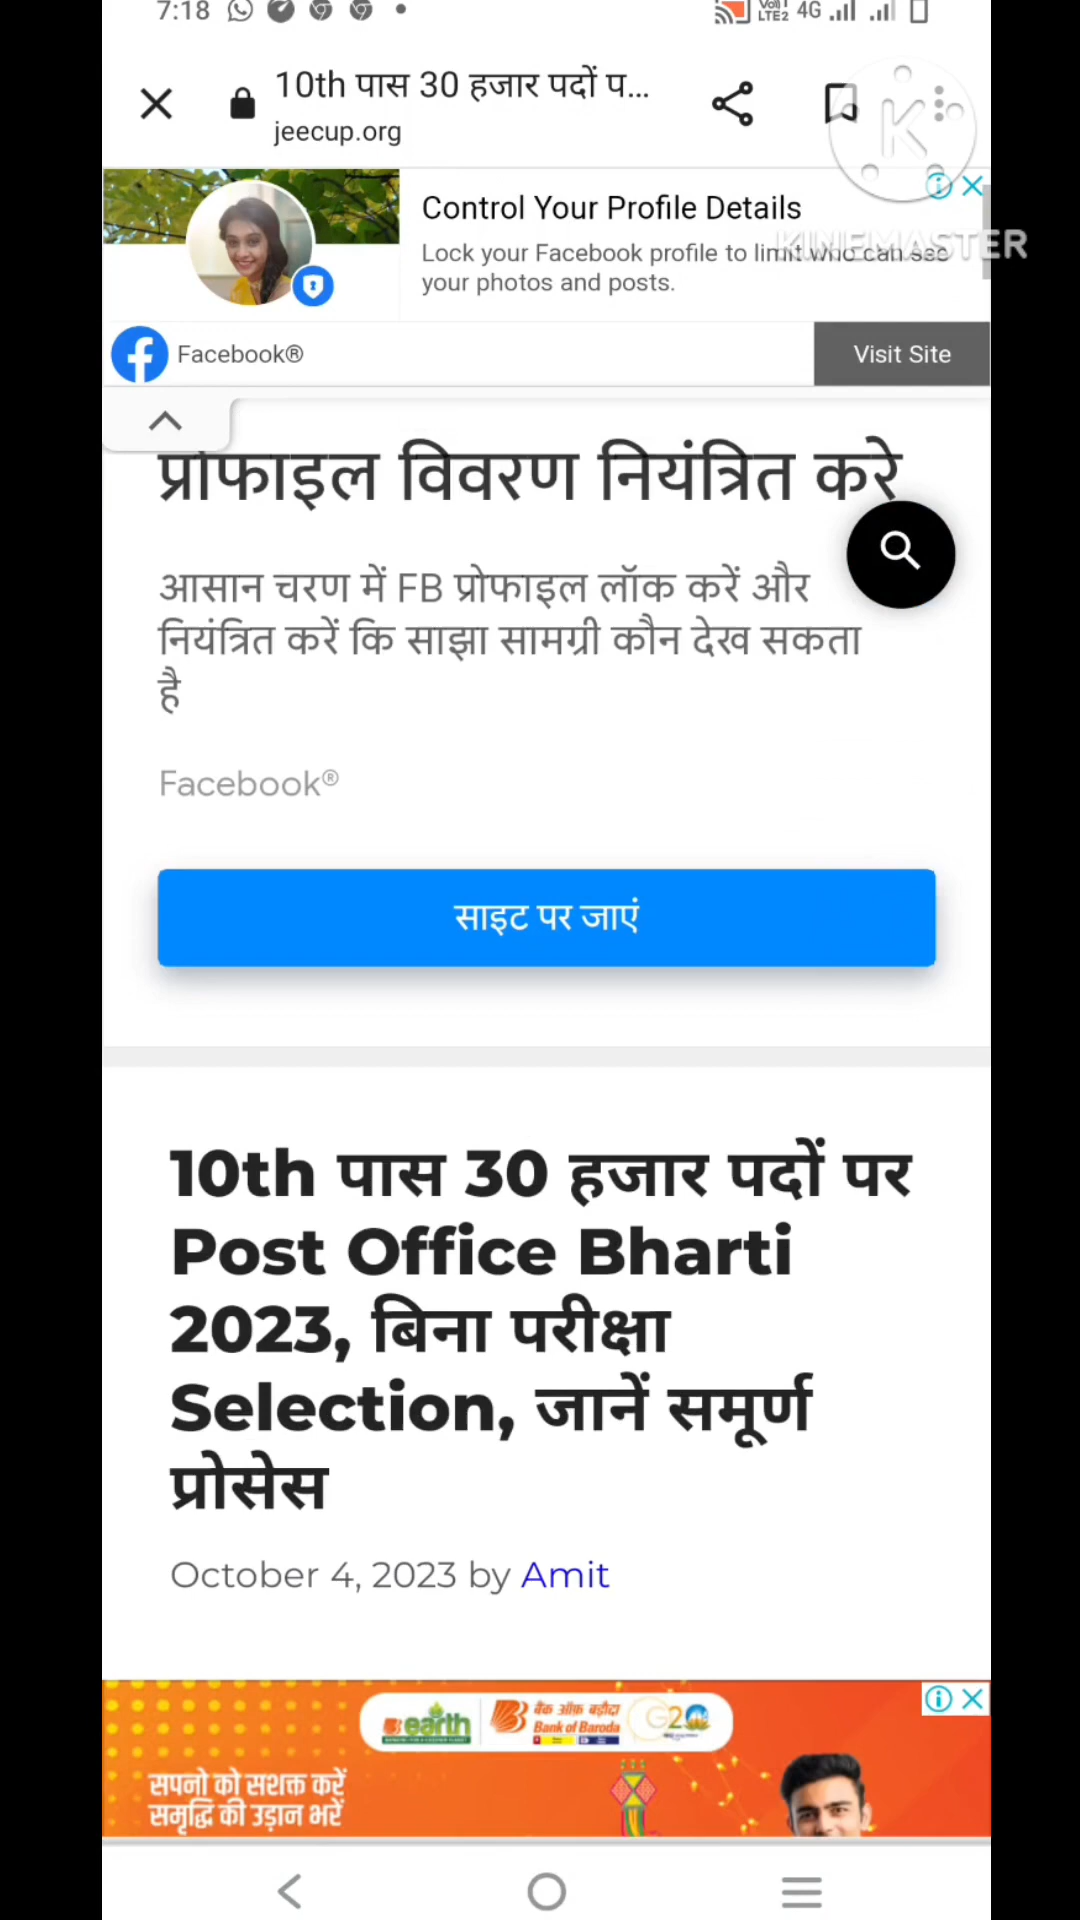 7:18
VoLTE2 4G
10th पास 30 हजार पदों प...
jeecup.org
KINEMASTER
Control Your Profile Details
Lock your Facebook profile to limit who can see
your photos and posts.
Facebook®
Visit Site
प्रोफाइल विवरण नियंत्रित करे
आसान चरण में FB प्रोफाइल लॉक करें और
नियंत्रित करें कि साझा सामग्री कौन देख सकता
है
Facebook®
साइट पर जाएं
10th पास 30 हजार पदों पर
Post Office Bharti
2023, बिना परीक्षा
Selection, जानें समूर्ण
प्रोसेस
October 4, 2023 by Amit
earth
बैंक ऑफ़ बड़ौदा
Bank of Baroda
G20
सपनो को सशक्त करें
समृद्धि की उड़ान भरें